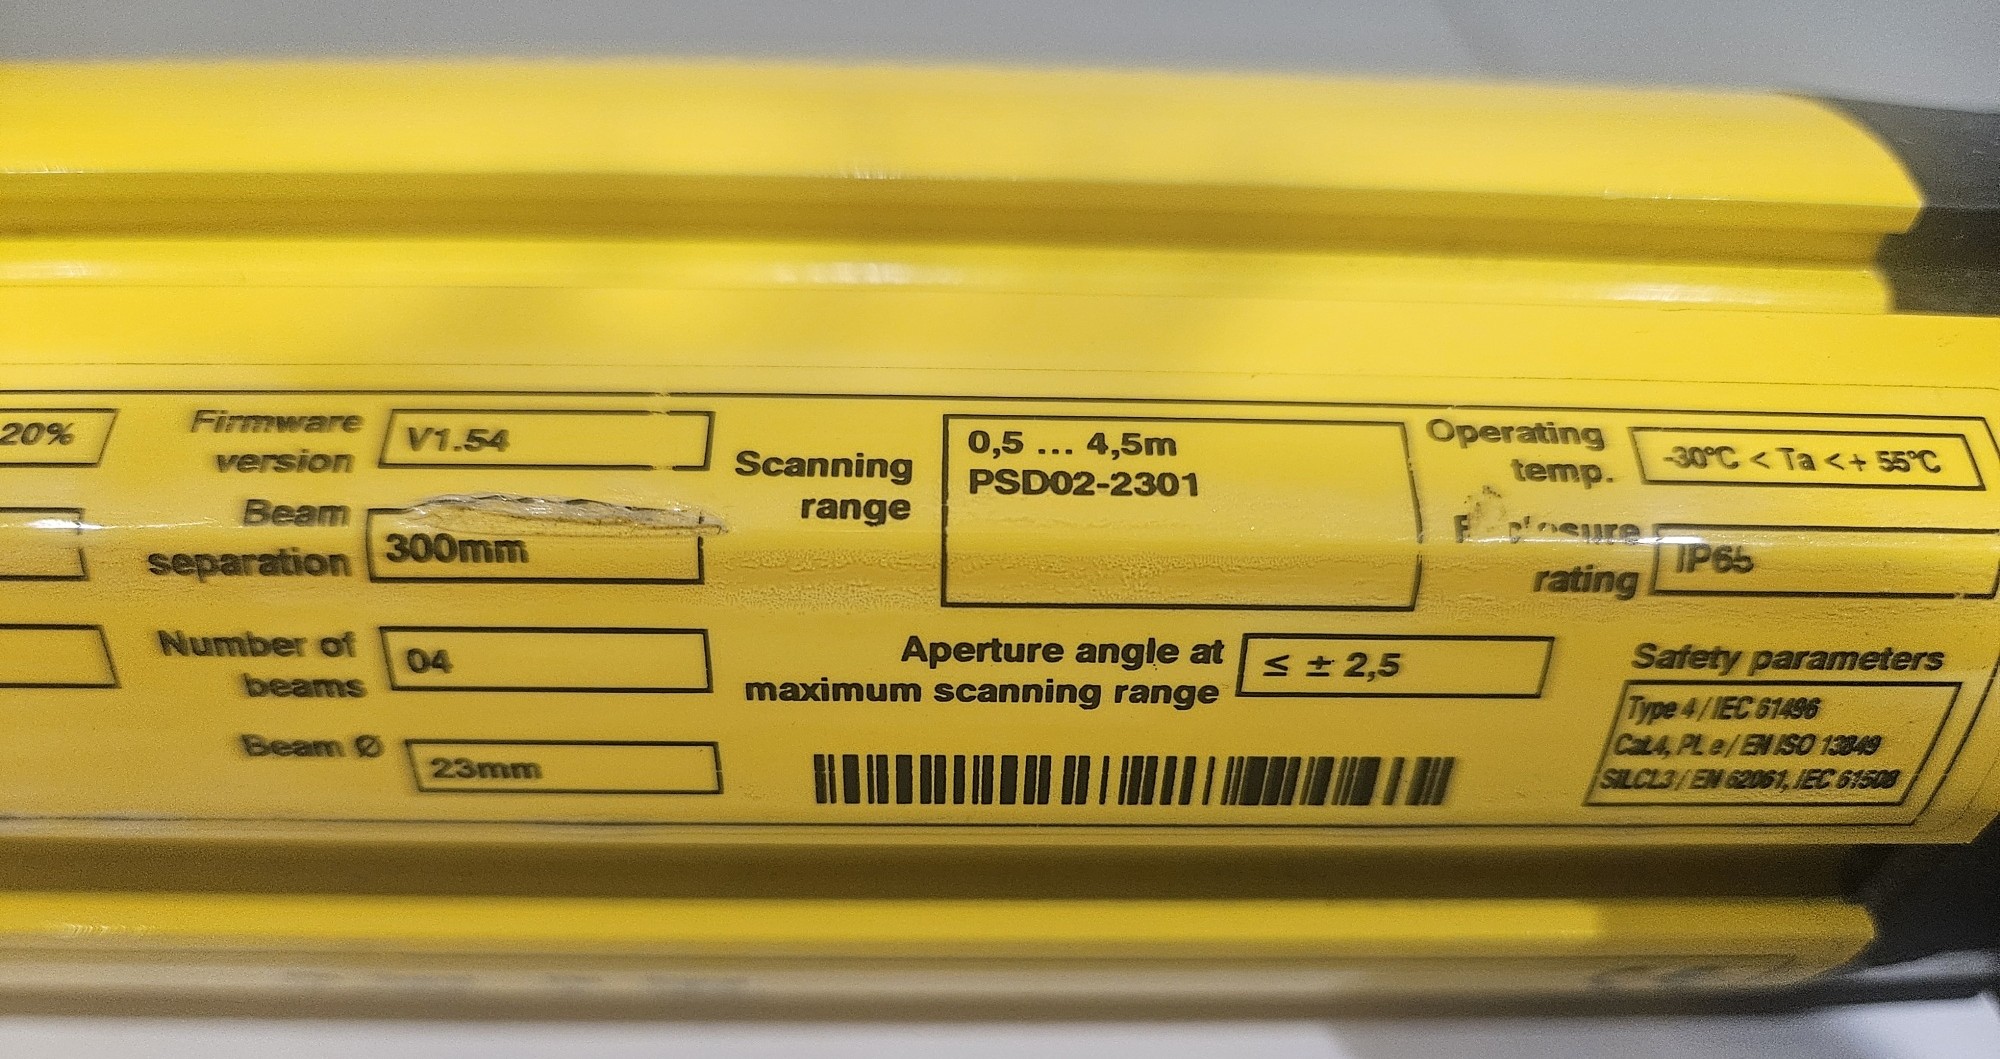 20%
Firmware version V1.54
Beam separation 300mm
Number of beams 04
Beam Ø 23mm
Scanning range 0,5 ... 4,5m
PSD02-2301
Aperture angle at maximum scanning range ≤ ± 2,5
Operating temp. -30°C < Ta < + 55°C
rating IP65
Safety parameters
Type 4 / IEC 61496
Cat.4, PL e / EN ISO 13849
SILCL3 / EN 62061, IEC 61508